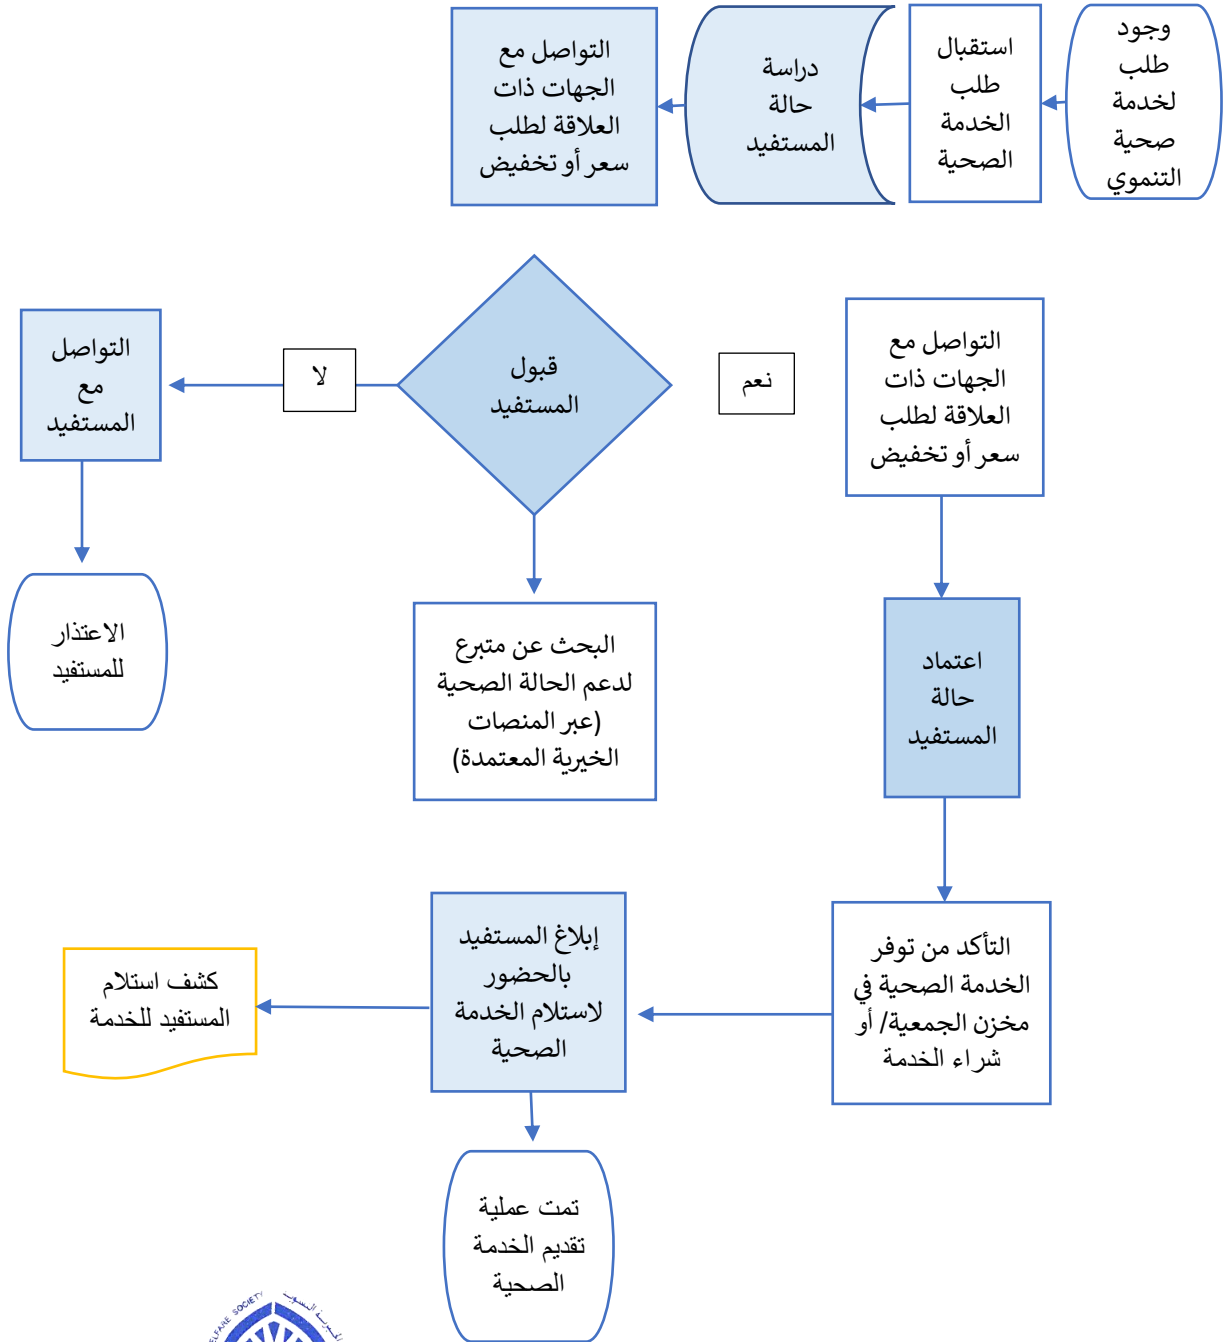 وجود
طلب
لخدمة
صحية
التنموي
استقبال
طلب
الخدمة
الصحية
دراسة
حالة
المستفيد
التواصل مع
الجهات ذات
العلاقة لطلب
سعر أو تخفيض
التواصل مع
الجهات ذات
العلاقة لطلب
سعر أو تخفيض
نعم
قبول
المستفيد
لا
التواصل
مع
المستفيد
اعتماد
حالة
المستفيد
البحث عن متبرع
لدعم الحالة الصحية
(عبر المنصات
الخيرية المعتمدة)
الاعتذار
للمستفيد
التأكد من توفر
الخدمة الصحية في
مخزن الجمعية/ أو
شراء الخدمة
إبلاغ المستفيد
بالحضور
لاستلام الخدمة
الصحية
كشف استلام
المستفيد للخدمة
تمت عملية
تقديم الخدمة
الصحية
SOCIETY